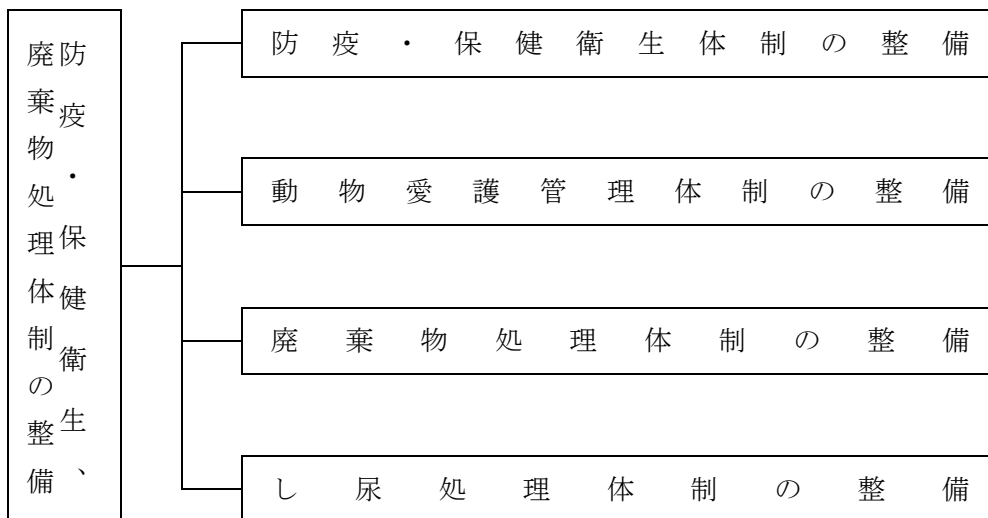 防疫・保健衛生、
廃棄物処理体制の整備
防疫・保健衛生体制の整備
動物愛護管理体制の整備
廃棄物処理体制の整備
し尿処理体制の整備